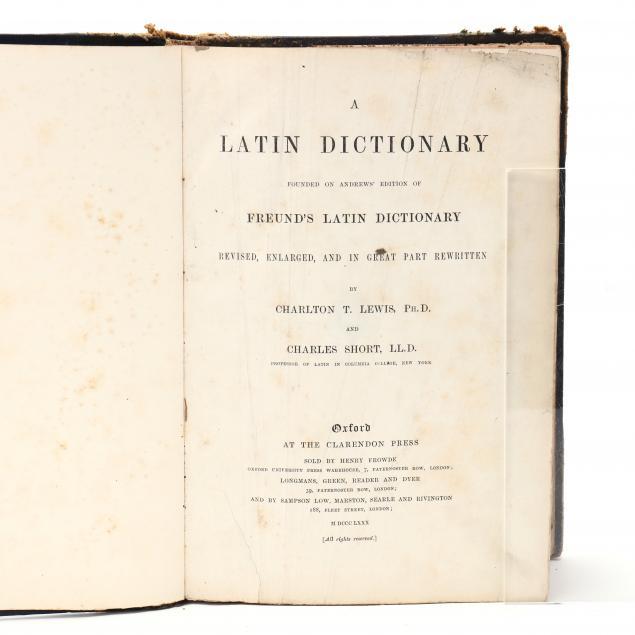 A
LATIN DICTIONARY
FOUNDED ON ANDREWS' EDITION OF
FREUND'S LATIN DICTIONARY
REVISED, ENLARGED, AND IN GREAT PART REWRITTEN
BY
CHARLTON T. LEWIS, PH.D.
AND
CHARLES SHORT, LL.D.
PROFESSOR OF LATIN IN COLUMBIA COLLEGE, NEW YORK
Oxford
AT THE CLARENDON PRESS
SOLD BY HENRY FROWDE
OXFORD UNIVERSITY PRESS WAREHOUSE, 7, PATERNOSTER ROW, LONDON;
LONGMANS, GREEN, READER AND DYER
39, PATERNOSTER ROW, LONDON;
AND BY SAMPSON LOW, MARSTON, SEARLE AND RIVINGTON
188, FLEET STREET, LONDON;
M DCCC LXXX
[All rights reserved.]